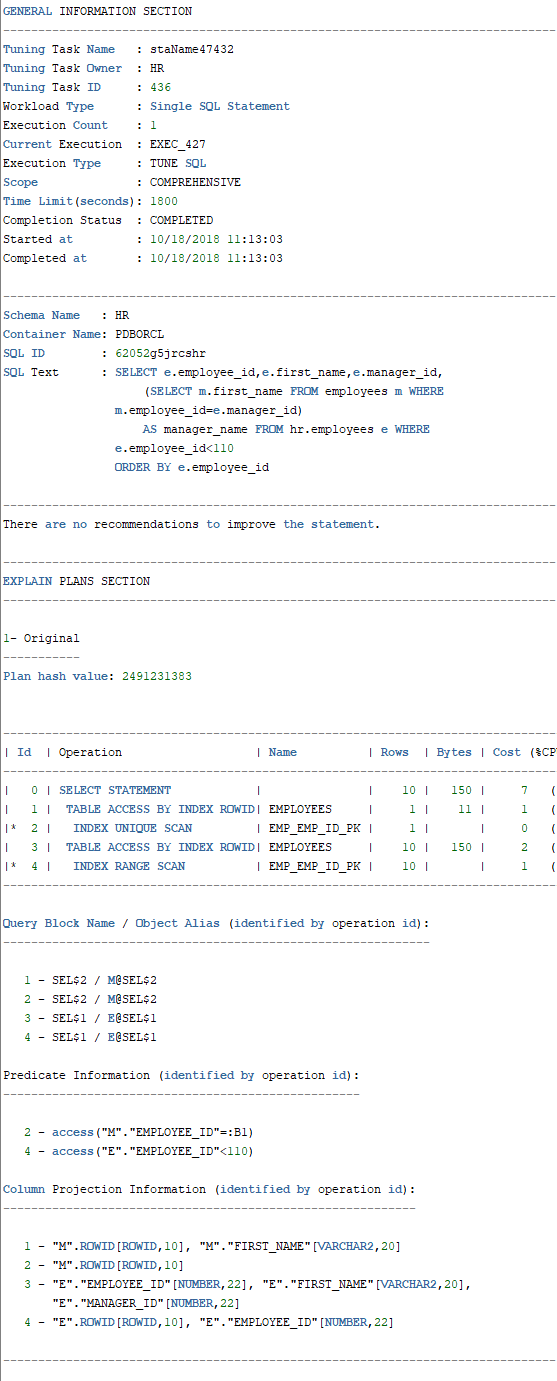 GENERAL INFORMATION SECTION
-------------------------------------------------------------------------------
Tuning Task Name   : staName47432
Tuning Task Owner  : HR
Tuning Task ID     : 436
Workload Type      : Single SQL Statement
Execution Count    : 1
Current Execution  : EXEC_427
Execution Type     : TUNE SQL
Scope              : COMPREHENSIVE
Time Limit(seconds): 1800
Completion Status  : COMPLETED
Started at         : 10/18/2018 11:13:03
Completed at       : 10/18/2018 11:13:03

-------------------------------------------------------------------------------
Schema Name   : HR
Container Name: PDBORCL
SQL ID        : 62052g5jrcshr
SQL Text      : SELECT e.employee_id,e.first_name,e.manager_id,
                    (SELECT m.first_name FROM employees m WHERE
                m.employee_id=e.manager_id)
                    AS manager_name FROM hr.employees e WHERE
                e.employee_id<110
                ORDER BY e.employee_id

-------------------------------------------------------------------------------
There are no recommendations to improve the statement.

-------------------------------------------------------------------------------
EXPLAIN PLANS SECTION
-------------------------------------------------------------------------------

1- Original
-----------
Plan hash value: 2491231383


-------------------------------------------------------------------------------
| Id  | Operation                   | Name          | Rows  | Bytes | Cost (%CP
-------------------------------------------------------------------------------
|   0 | SELECT STATEMENT            |               |    10 |   150 |     7   (
|   1 |  TABLE ACCESS BY INDEX ROWID| EMPLOYEES     |     1 |    11 |     1   (
|*  2 |   INDEX UNIQUE SCAN         | EMP_EMP_ID_PK |     1 |       |     0   (
|   3 |  TABLE ACCESS BY INDEX ROWID| EMPLOYEES     |    10 |   150 |     2   (
|*  4 |   INDEX RANGE SCAN          | EMP_EMP_ID_PK |    10 |       |     1   (
-------------------------------------------------------------------------------

Query Block Name / Object Alias (identified by operation id):
-------------------------------------------------------------

   1 - SEL$2 / M@SEL$2
   2 - SEL$2 / M@SEL$2
   3 - SEL$1 / E@SEL$1
   4 - SEL$1 / E@SEL$1

Predicate Information (identified by operation id):
---------------------------------------------------

   2 - access("M"."EMPLOYEE_ID"=:B1)
   4 - access("E"."EMPLOYEE_ID"<110)

Column Projection Information (identified by operation id):
-----------------------------------------------------------

   1 - "M".ROWID[ROWID,10], "M"."FIRST_NAME"[VARCHAR2,20]
   2 - "M".ROWID[ROWID,10]
   3 - "E"."EMPLOYEE_ID"[NUMBER,22], "E"."FIRST_NAME"[VARCHAR2,20],
       "E"."MANAGER_ID"[NUMBER,22]
   4 - "E".ROWID[ROWID,10], "E"."EMPLOYEE_ID"[NUMBER,22]

-------------------------------------------------------------------------------